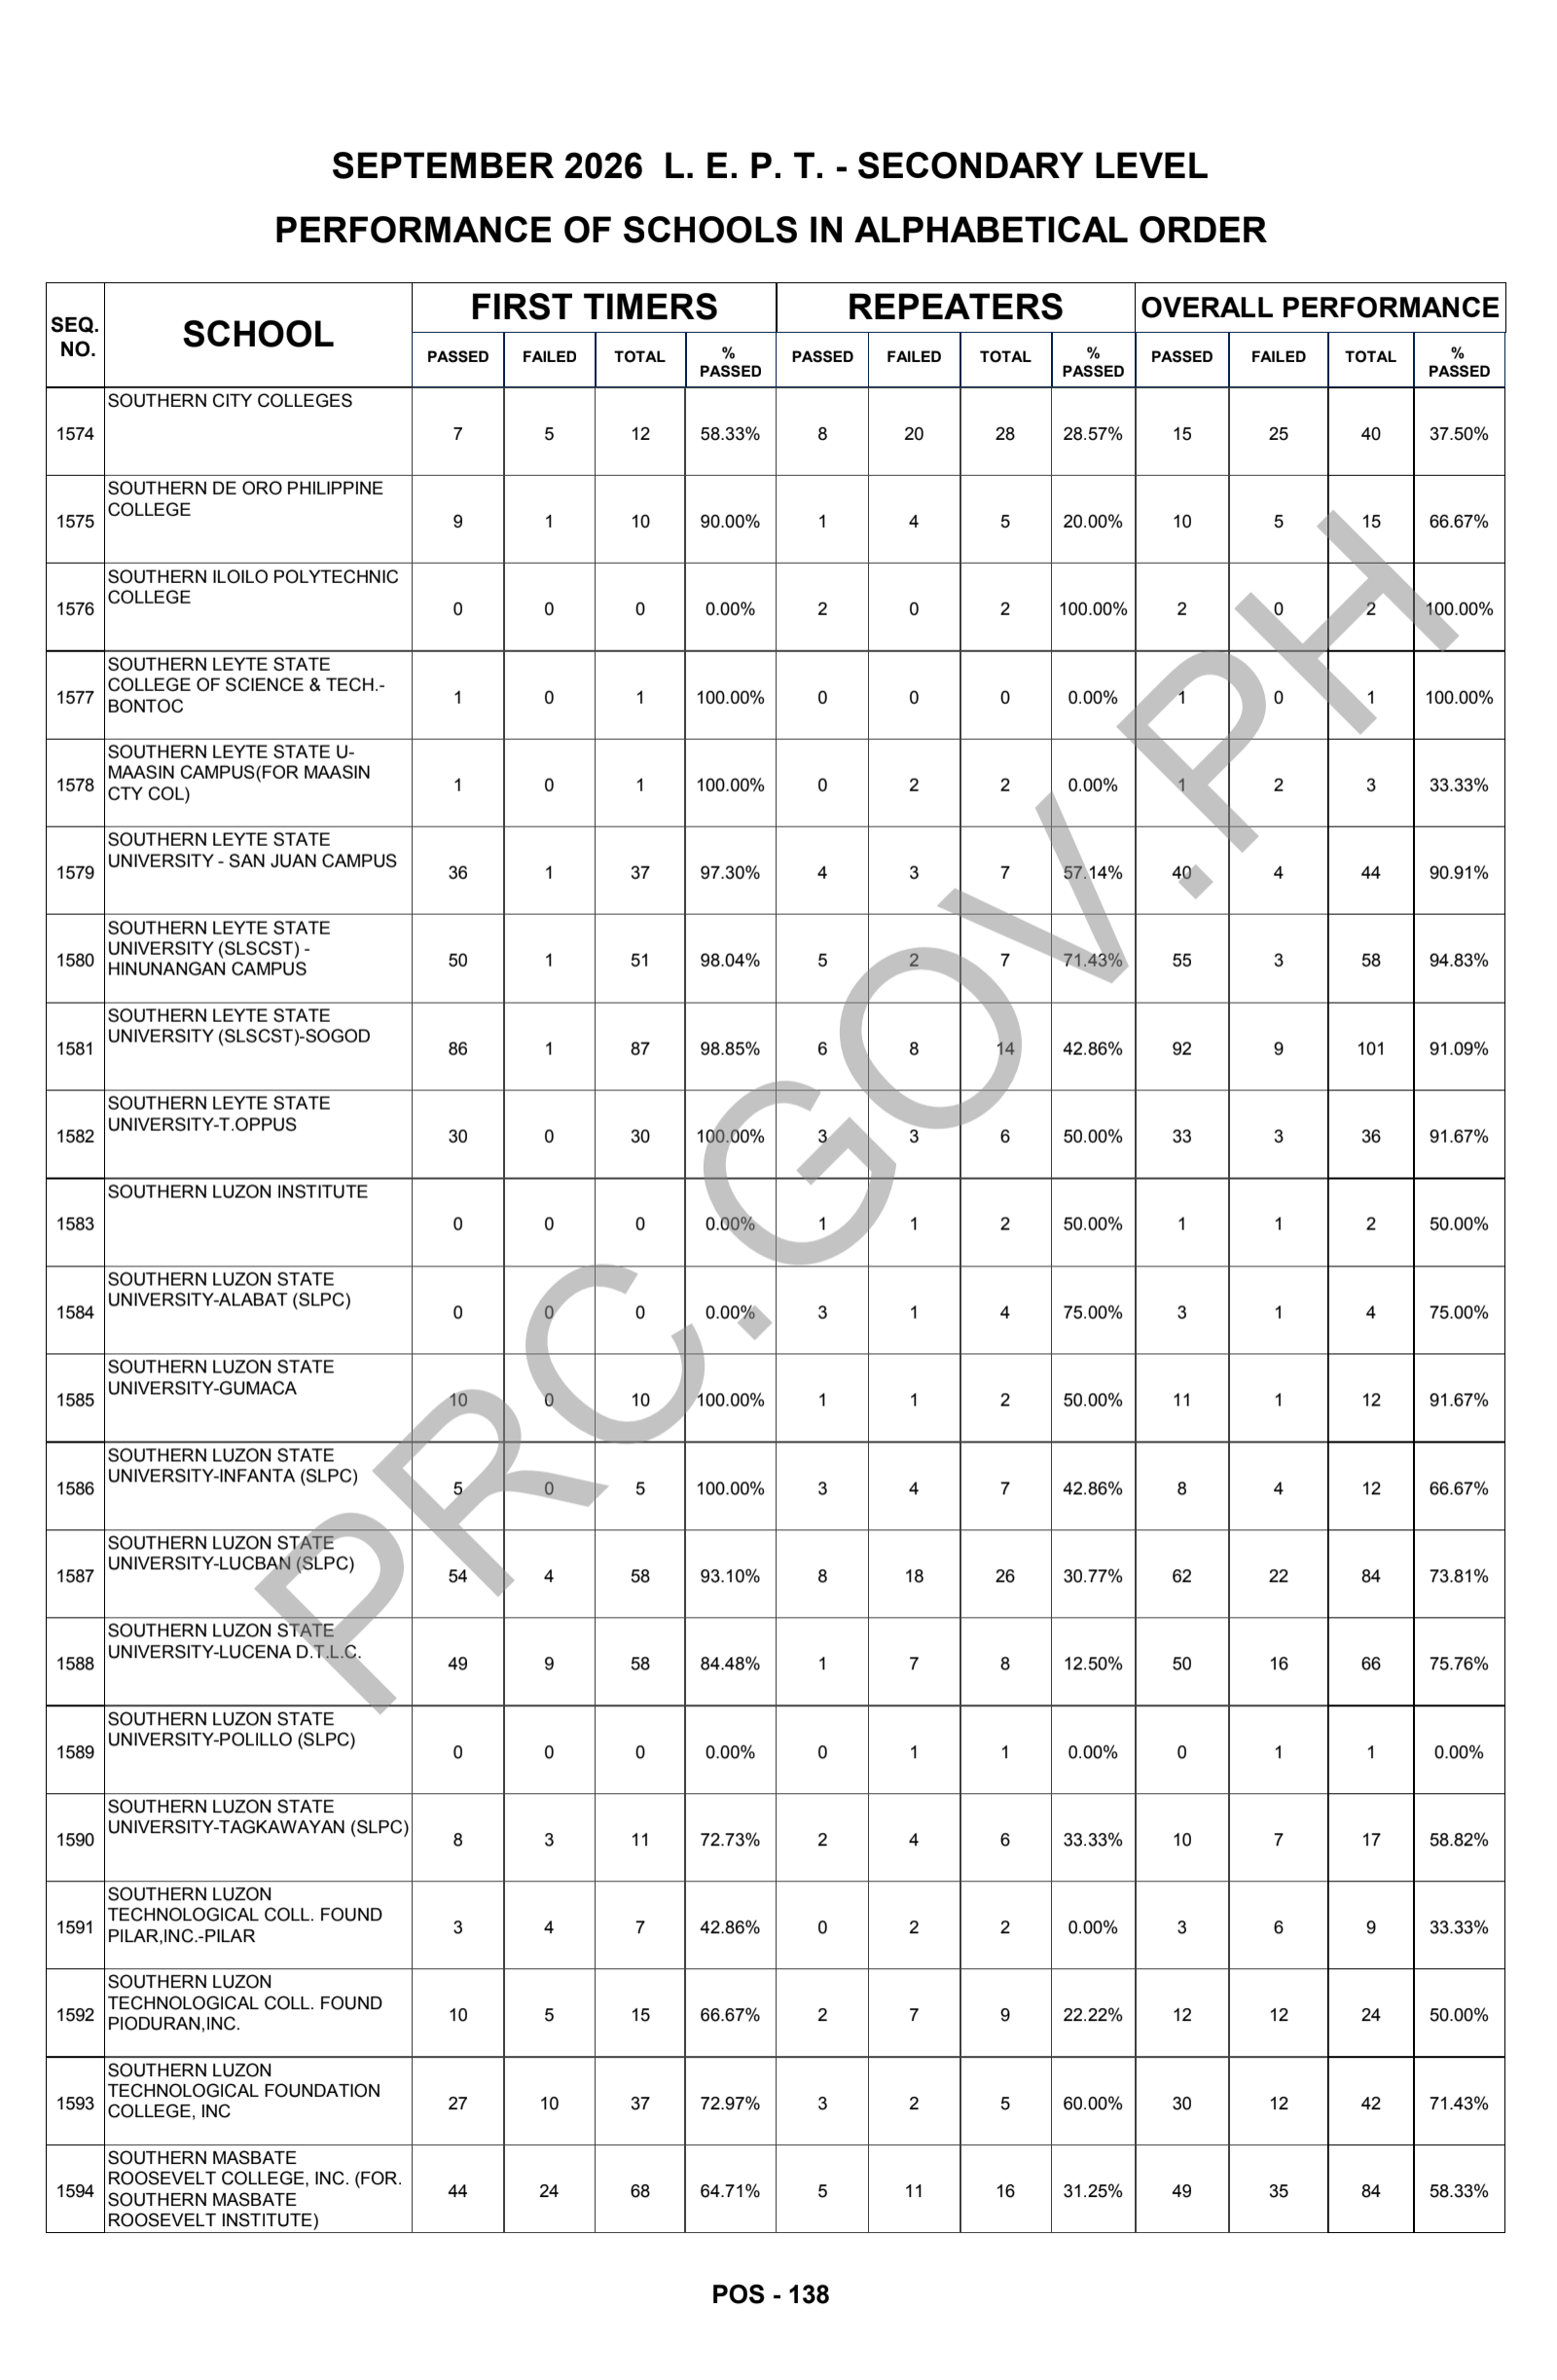 SEPTEMBER 2026 L. E. P. T. - SECONDARY LEVEL
PERFORMANCE OF SCHOOLS IN ALPHABETICAL ORDER
SEQ. NO. SCHOOL FIRST TIMERS REPEATERS OVERALL PERFORMANCE
PASSED FAILED TOTAL % PASSED PASSED FAILED TOTAL % PASSED PASSED FAILED TOTAL % PASSED
SOUTHERN CITY COLLEGES
1574 7 5 12 58.33% 8 20 28 28.57% 15 25 40 37.50%
SOUTHERN DE ORO PHILIPPINE
COLLEGE
1575 9 1 10 90.00% 1 4 5 20.00% 10 5 15 66.67%
SOUTHERN ILOILO POLYTECHNIC
COLLEGE
1576 0 0 0 0.00% 2 0 2 100.00% 2 0 2 100.00%
SOUTHERN LEYTE STATE
COLLEGE OF SCIENCE & TECH.-
BONTOC
1577 1 0 1 100.00% 0 0 0 0.00% 1 0 1 100.00%
SOUTHERN LEYTE STATE U-
MAASIN CAMPUS(FOR MAASIN
CTY COL)
1578 1 0 1 100.00% 0 2 2 0.00% 1 2 3 33.33%
SOUTHERN LEYTE STATE
UNIVERSITY - SAN JUAN CAMPUS
1579 36 1 37 97.30% 4 3 7 57.14% 40 4 44 90.91%
SOUTHERN LEYTE STATE
UNIVERSITY (SLSCST) -
HINUNANGAN CAMPUS
1580 50 1 51 98.04% 5 2 7 71.43% 55 3 58 94.83%
SOUTHERN LEYTE STATE
UNIVERSITY (SLSCST)-SOGOD
1581 86 1 87 98.85% 6 8 14 42.86% 92 9 101 91.09%
SOUTHERN LEYTE STATE
UNIVERSITY-T.OPPUS
1582 30 0 30 100.00% 3 3 6 50.00% 33 3 36 91.67%
SOUTHERN LUZON INSTITUTE
1583 0 0 0 0.00% 1 1 2 50.00% 1 1 2 50.00%
SOUTHERN LUZON STATE
UNIVERSITY-ALABAT (SLPC)
1584 0 0 0 0.00% 3 1 4 75.00% 3 1 4 75.00%
SOUTHERN LUZON STATE
UNIVERSITY-GUMACA
1585 10 0 10 100.00% 1 1 2 50.00% 11 1 12 91.67%
SOUTHERN LUZON STATE
UNIVERSITY-INFANTA (SLPC)
1586 5 0 5 100.00% 3 4 7 42.86% 8 4 12 66.67%
SOUTHERN LUZON STATE
UNIVERSITY-LUCBAN (SLPC)
1587 54 4 58 93.10% 8 18 26 30.77% 62 22 84 73.81%
SOUTHERN LUZON STATE
UNIVERSITY-LUCENA D.T.L.C.
1588 49 9 58 84.48% 1 7 8 12.50% 50 16 66 75.76%
SOUTHERN LUZON STATE
UNIVERSITY-POLILLO (SLPC)
1589 0 0 0 0.00% 0 1 1 0.00% 0 1 1 0.00%
SOUTHERN LUZON STATE
UNIVERSITY-TAGKAWAYAN (SLPC)
1590 8 3 11 72.73% 2 4 6 33.33% 10 7 17 58.82%
SOUTHERN LUZON
TECHNOLOGICAL COLL. FOUND
PILAR,INC.-PILAR
1591 3 4 7 42.86% 0 2 2 0.00% 3 6 9 33.33%
SOUTHERN LUZON
TECHNOLOGICAL COLL. FOUND
PIODURAN,INC.
1592 10 5 15 66.67% 2 7 9 22.22% 12 12 24 50.00%
SOUTHERN LUZON
TECHNOLOGICAL FOUNDATION
COLLEGE, INC
1593 27 10 37 72.97% 3 2 5 60.00% 30 12 42 71.43%
SOUTHERN MASBATE
ROOSEVELT COLLEGE, INC. (FOR.
SOUTHERN MASBATE
ROOSEVELT INSTITUTE)
1594 44 24 68 64.71% 5 11 16 31.25% 49 35 84 58.33%
PRC.GOV.PH
POS - 138